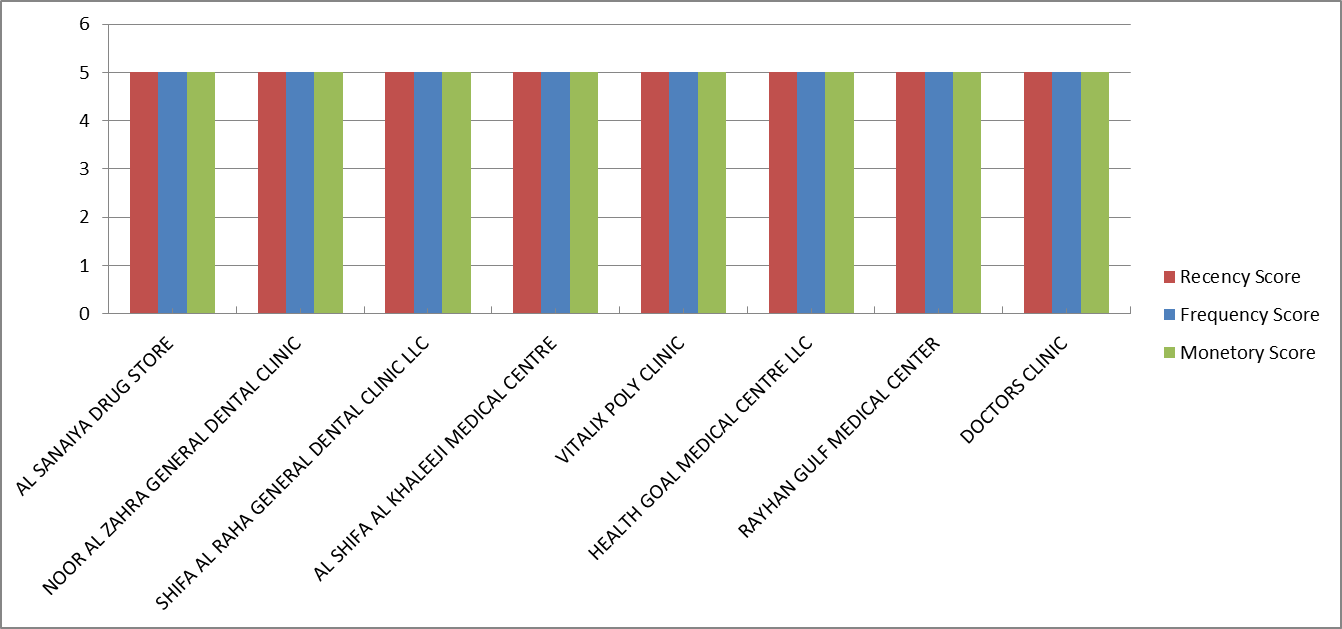 6
5
4
3
2
1
0
AL SANAIYA DRUG STORE
NOOR AL ZAHRA GENERAL DENTAL CLINIC
SHIFA AL RAHA GENERAL DENTAL CLINIC LLC
AL SHIFA AL KHALEEJI MEDICAL CENTRE
VITALIX POLY CLINIC
HEALTH GOAL MEDICAL CENTRE LLC
RAYHAN GULF MEDICAL CENTER
DOCTORS CLINIC
Recency Score
Frequency Score
Monetory Score